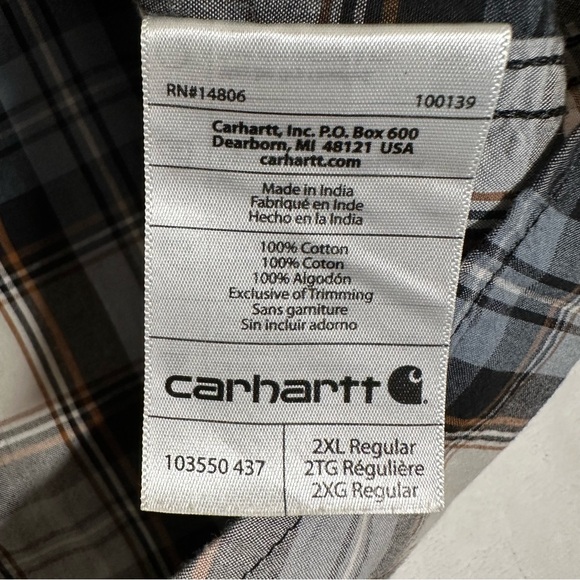 RN#14806 100139
Carhartt, Inc. P.O. Box 600
Dearborn, MI 48121 USA
carhartt.com
Made in India
Fabriqué en Inde
Hecho en la India
100% Cotton
100% Coton
100% Algodón
Exclusive of Trimming
Sans garniture
Sin incluir adorno
carhartt
103550 437
2XL Regular
2TG Régulière
2XG Regular